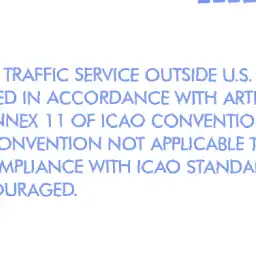 TRAFFIC SERVICE OUTSIDE U.S.
ED IN ACCORDANCE WITH ARTI
NNEX 11 OF ICAO CONVENTIO
ONVENTION NOT APPLICABLE T
MPLIANCE WITH ICAO STANDA
OURAGED.